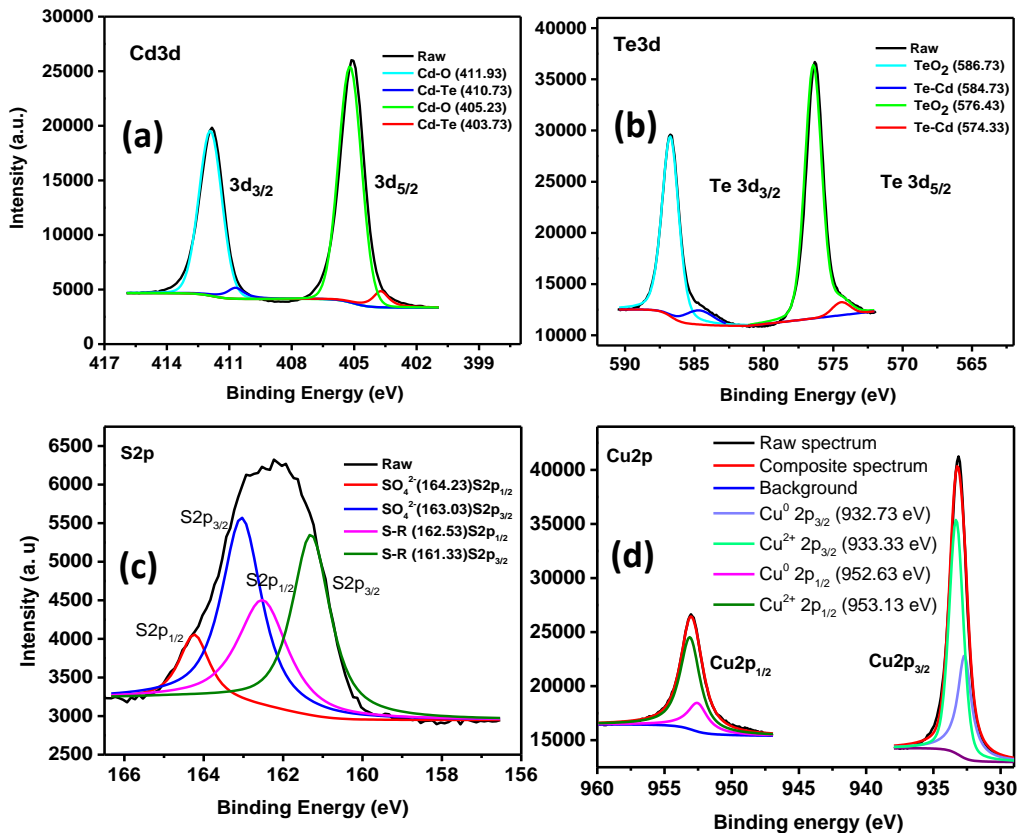 Cd3d
(a)
Raw
Cd-O (411.93)
Cd-Te (410.73)
Cd-O (405.23)
Cd-Te (403.73)
3d3/2
3d5/2
30000
25000
20000
15000
10000
5000
0
417 414 411 408 405 402 399
Intensity (a.u.)
Binding Energy (eV)
Te3d
(b)
Raw
TeO2 (586.73)
Te-Cd (584.73)
TeO2 (576.43)
Te-Cd (574.33)
Te 3d3/2
Te 3d5/2
40000
35000
30000
25000
20000
15000
10000
590 585 580 575 570 565
Binding Energy (eV)
S2p
(c)
Raw
SO42-(164.23)S2p1/2
SO42-(163.03)S2p3/2
S-R (162.53)S2p1/2
S-R (161.33)S2p3/2
S2p3/2
S2p1/2
S2p3/2
S2p1/2
6500
6000
5500
5000
4500
4000
3500
3000
2500
166 164 162 160 158 156
Intensity (a. u)
Binding Energy (eV)
Cu2p
(d)
Raw spectrum
Composite spectrum
Background
Cu0 2p3/2 (932.73 eV)
Cu2+ 2p3/2 (933.33 eV)
Cu0 2p1/2 (952.63 eV)
Cu2+ 2p1/2 (953.13 eV)
Cu2p1/2
Cu2p3/2
40000
35000
30000
25000
20000
15000
960 955 950 945 940 935 930
Binding energy (eV)